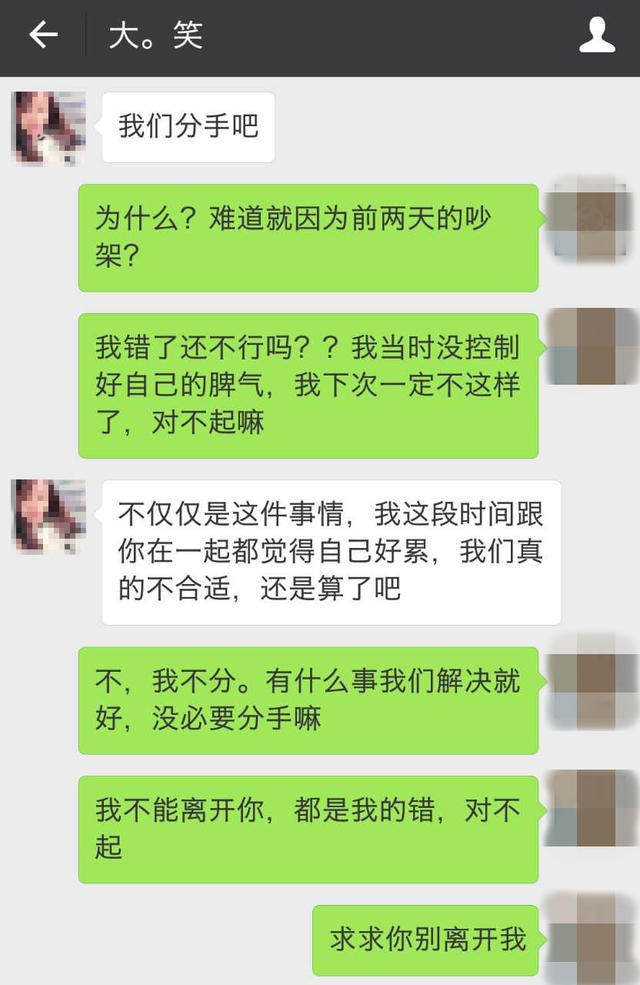 大。笑
我们分手吧
为什么？难道就因为前两天的吵
架？
我错了还不行吗？？我当时没控制
好自己的脾气，我下次一定不这样
了，对不起嘛
不仅仅是这件事情，我这段时间跟
你在一起都觉得自己好累，我们真
的不合适，还是算了吧
不，我不分。有什么事我们解决就
好，没必要分手嘛
我不能离开你，都是我的错，对不
起
求求你别离开我